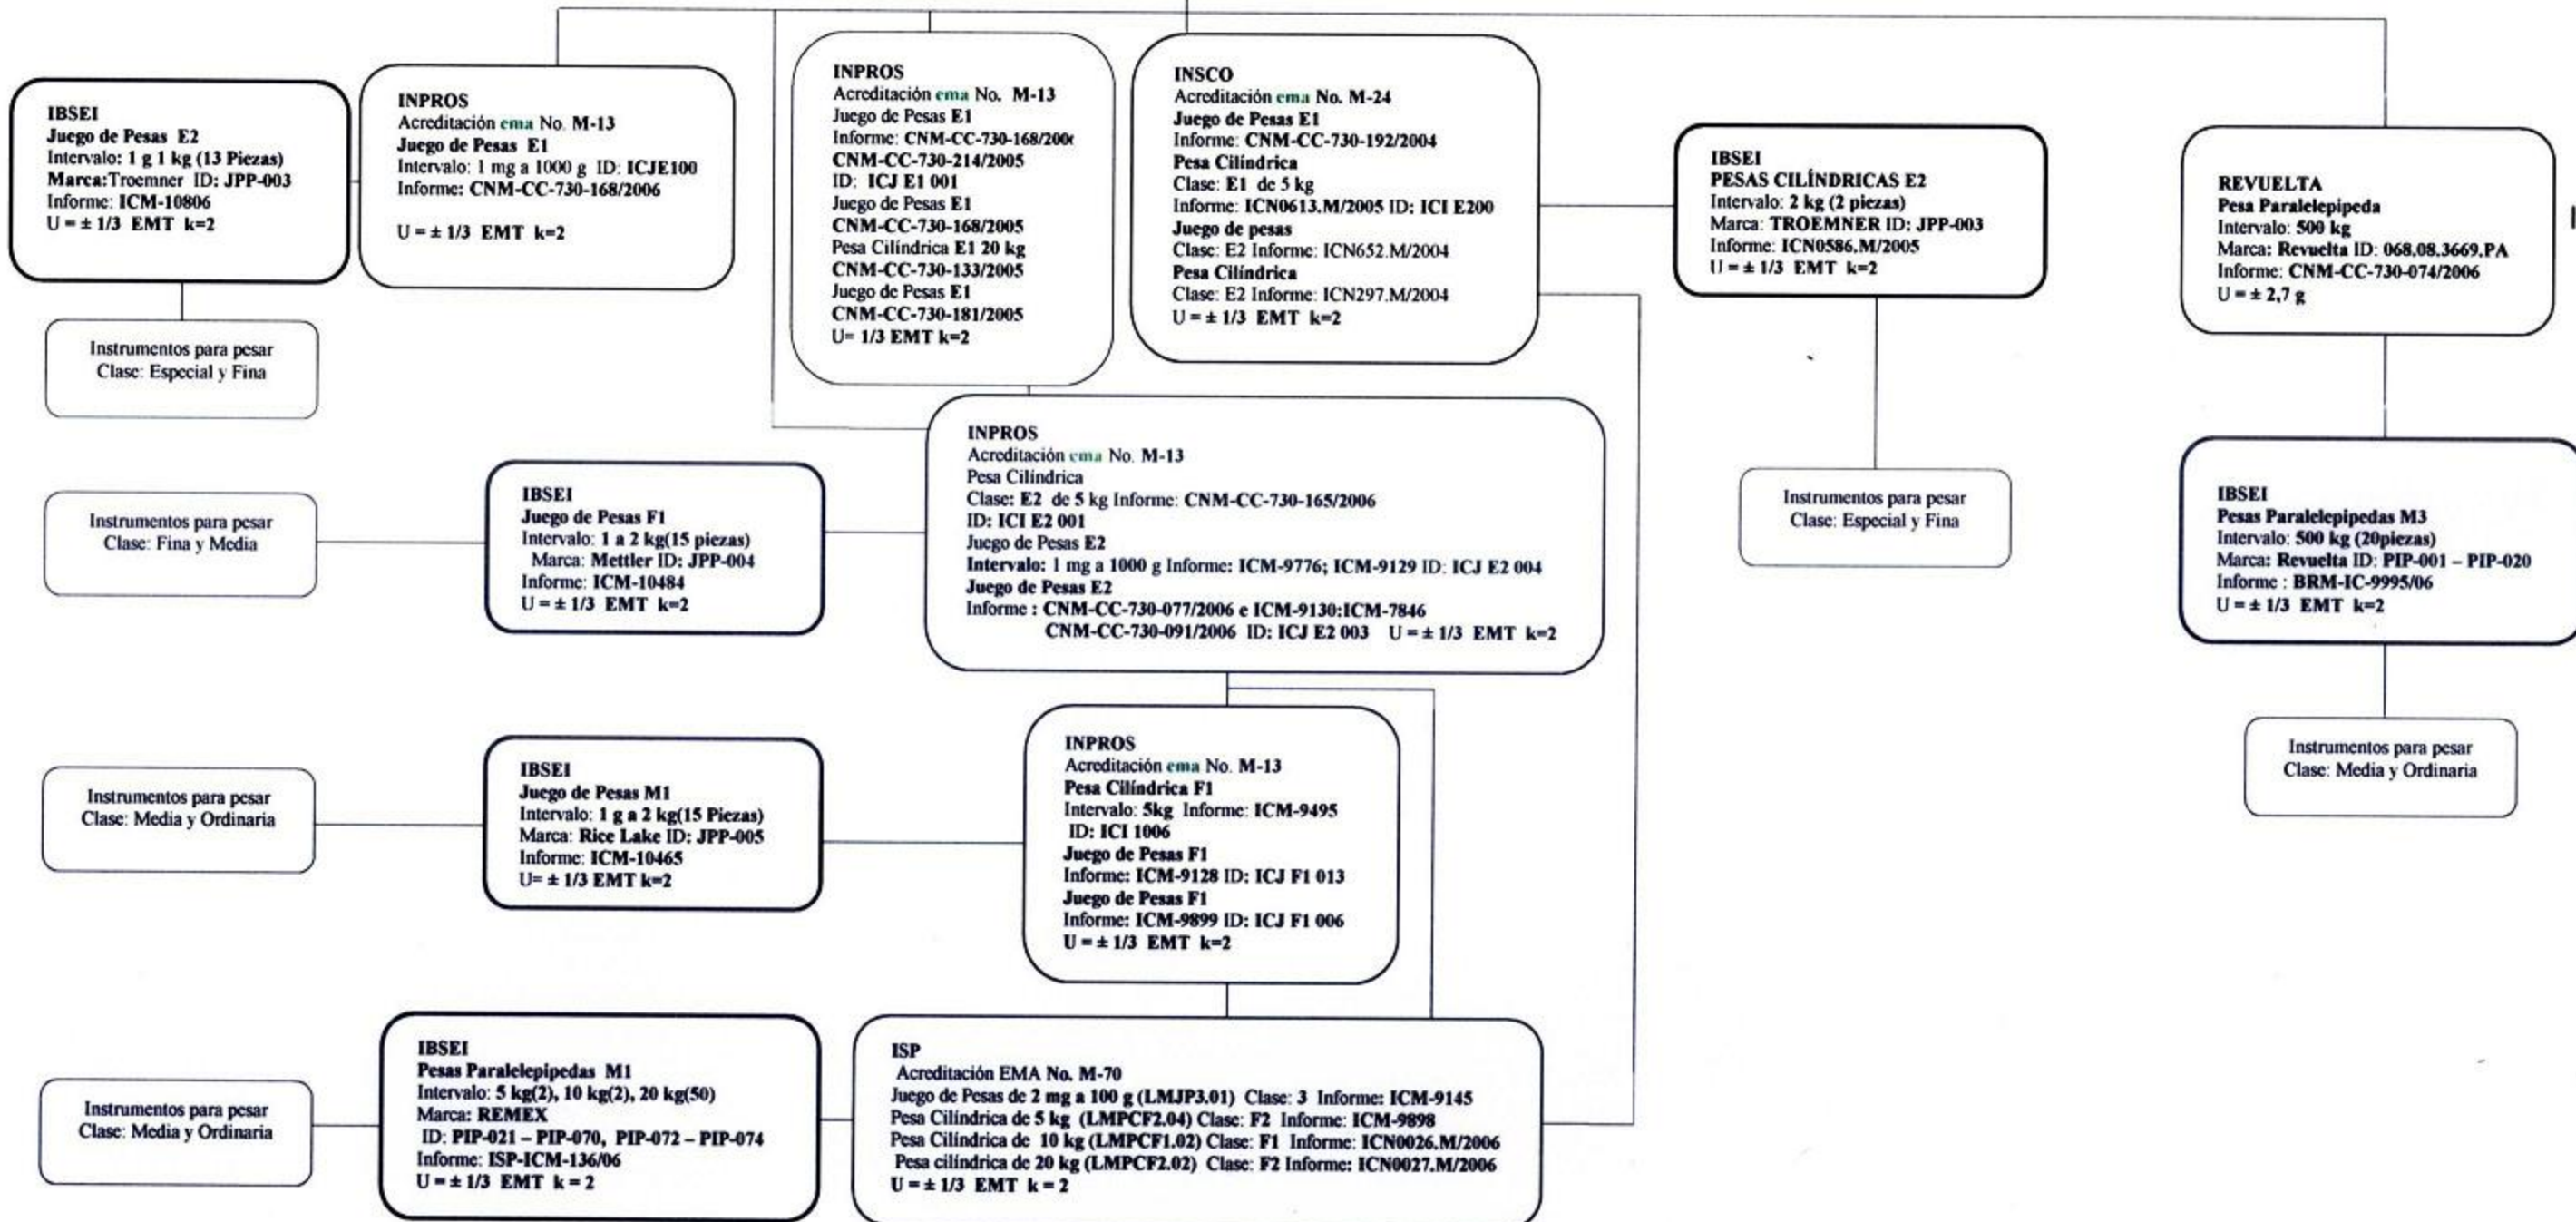 IBSEI
Juego de Pesas E2
Intervalo: 1 g 1 kg (13 Piezas)
Marca:Troemner ID: JPP-003
Informe: ICM-10806
U = ± 1/3 EMT k=2
INPROS
Acreditación ema No. M-13
Juego de Pesas E1
Intervalo: 1 mg a 1000 g ID: ICJE100
Informe: CNM-CC-730-168/2006
U = ± 1/3 EMT k=2
INPROS
Acreditación ema No. M-13
Juego de Pesas E1
Informe: CNM-CC-730-168/200
CNM-CC-730-214/2005
ID: ICJ E1 001
Juego de Pesas E1
CNM-CC-730-168/2005
Pesa Cilíndrica E1 20 kg
CNM-CC-730-133/2005
Juego de Pesas E1
CNM-CC-730-181/2005
U= 1/3 EMT k=2
INSCO
Acreditación ema No. M-24
Juego de Pesas E1
Informe: CNM-CC-730-192/2004
Pesa Cilíndrica
Clase: E1 de 5 kg
Informe: ICN0613.M/2005 ID: ICI E200
Juego de pesas
Clase: E2 Informe: ICN652.M/2004
Pesa Cilíndrica
Clase: E2 Informe: ICN297.M/2004
U = ± 1/3 EMT k=2
IBSEI
PESAS CILÍNDRICAS E2
Intervalo: 2 kg (2 piezas)
Marca: TROEMNER ID: JPP-003
Informe: ICN0586.M/2005
U = ± 1/3 EMT k=2
REVUELTA
Pesa Paralelepipeda
Intervalo: 500 kg
Marca: Revuelta ID: 068.08.3669.PA
Informe: CNM-CC-730-074/2006
U = ± 2,7 g
Instrumentos para pesar
Clase: Especial y Fina
INPROS
Acreditación ema No. M-13
Pesa Cilíndrica
Clase: E2 de 5 kg Informe: CNM-CC-730-165/2006
ID: ICI E2 001
Juego de Pesas E2
Intervalo: 1 mg a 1000 g Informe: ICM-9776; ICM-9129 ID: ICJ E2 004
Juego de Pesas E2
Informe : CNM-CC-730-077/2006 e ICM-9130:ICM-7846
CNM-CC-730-091/2006 ID: ICJ E2 003 U = ± 1/3 EMT k=2
Instrumentos para pesar
Clase: Fina y Media
IBSEI
Juego de Pesas F1
Intervalo: 1 a 2 kg(15 piezas)
Marca: Mettler ID: JPP-004
Informe: ICM-10484
U = ± 1/3 EMT k=2
Instrumentos para pesar
Clase: Especial y Fina
IBSEI
Pesas Paralelepipedas M3
Intervalo: 500 kg (20piezas)
Marca: Revuelta ID: PIP-001 – PIP-020
Informe : BRM-IC-9995/06
U = ± 1/3 EMT k=2
Instrumentos para pesar
Clase: Media y Ordinaria
IBSEI
Juego de Pesas M1
Intervalo: 1 g a 2 kg(15 Piezas)
Marca: Rice Lake ID: JPP-005
Informe: ICM-10465
U= ± 1/3 EMT k=2
INPROS
Acreditación ema No. M-13
Pesa Cilíndrica F1
Intervalo: 5kg Informe: ICM-9495
ID: ICI 1006
Juego de Pesas F1
Informe: ICM-9128 ID: ICJ F1 013
Juego de Pesas F1
Informe: ICM-9899 ID: ICJ F1 006
U = ± 1/3 EMT k=2
Instrumentos para pesar
Clase: Media y Ordinaria
Instrumentos para pesar
Clase: Media y Ordinaria
IBSEI
Pesas Paralelepipedas M1
Intervalo: 5 kg(2), 10 kg(2), 20 kg(50)
Marca: REMEX
ID: PIP-021 – PIP-070, PIP-072 – PIP-074
Informe: ISP-ICM-136/06
U = ± 1/3 EMT k = 2
ISP
Acreditación EMA No. M-70
Juego de Pesas de 2 mg a 100 g (LMJP3.01) Clase: 3 Informe: ICM-9145
Pesa Cilíndrica de 5 kg (LMPCF2.04) Clase: F2 Informe: ICM-9898
Pesa Cilíndrica de 10 kg (LMPCF1.02) Clase: F1 Informe: ICN0026.M/2006
Pesa cilíndrica de 20 kg (LMPCF2.02) Clase: F2 Informe: ICN0027.M/2006
U = ± 1/3 EMT k = 2